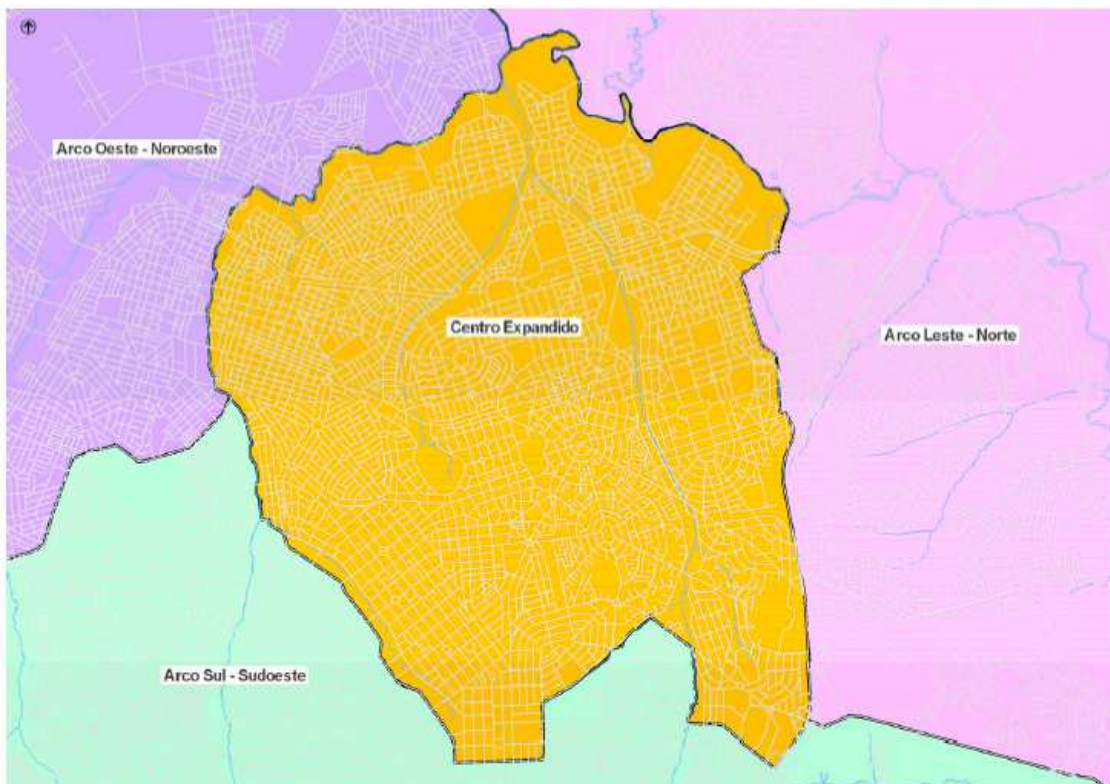 Arco Oeste - Noroeste
Centro Expandido
Arco Leste - Norte
Arco Sul - Sudoeste